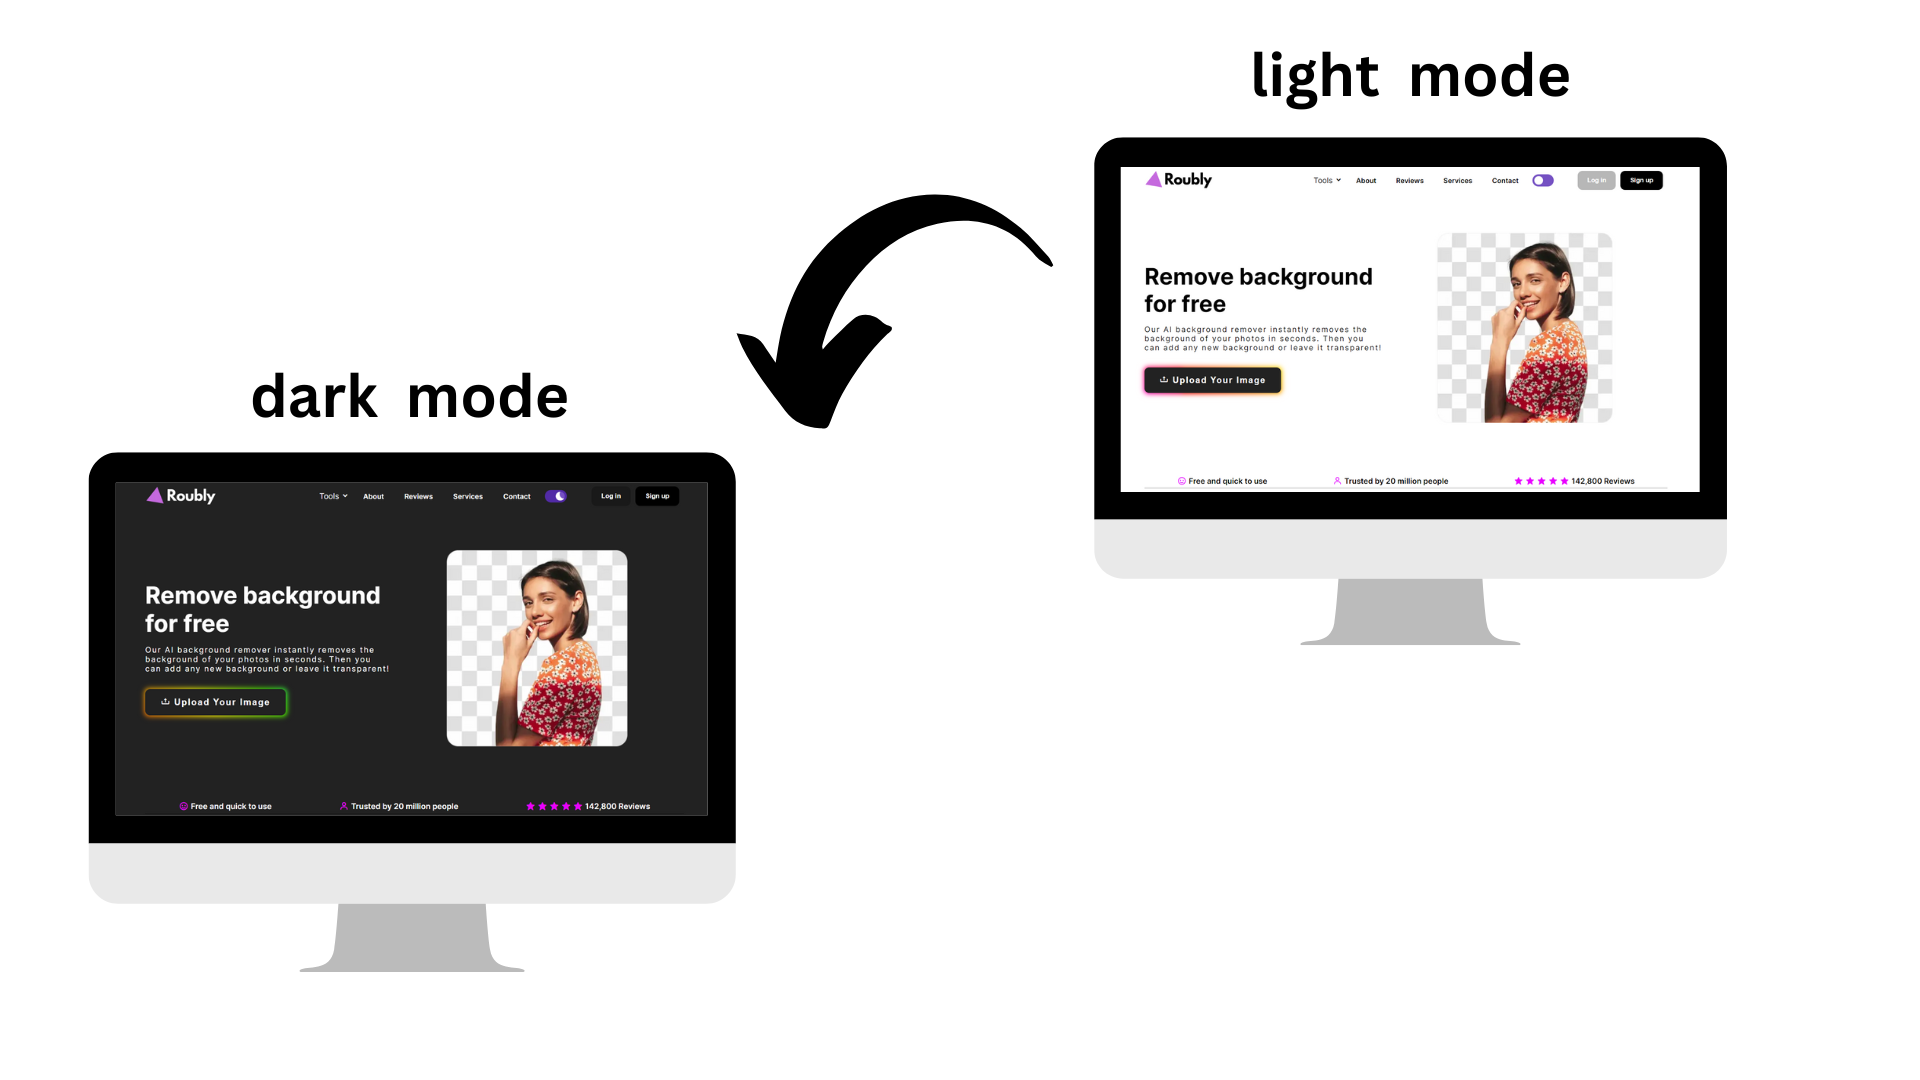 light mode
Roubly
Tools About Reviews Services Contact Log in Sign up
Remove background
for free
Our AI background remover instantly removes the
background of your photos in seconds. Then you
can add any new background or leave it transparent!
Upload Your Image
Free and quick to use Trusted by 20 million people 142,800 Reviews
dark mode
Roubly
Tools About Reviews Services Contact Log in Sign up
Remove background
for free
Our AI background remover instantly removes the
background of your photos in seconds. Then you
can add any new background or leave it transparent!
Upload Your Image
Free and quick to use Trusted by 20 million people 142,800 Reviews